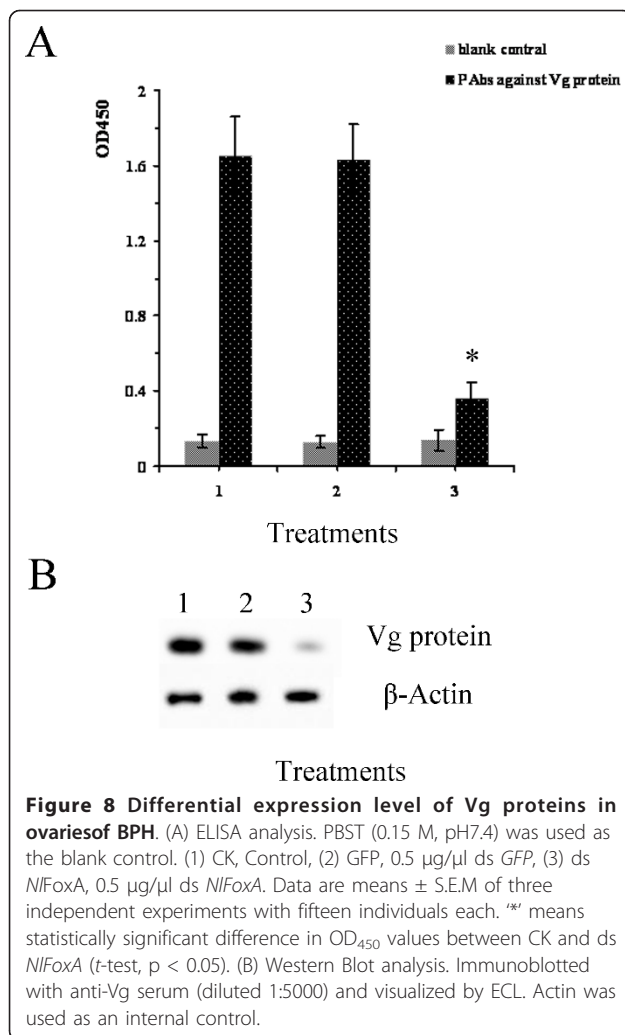 A
blank contral
PAbs against Vg protein
OD450
2
1.6
1.2
0.8
0.4
0
*
1 2 3
Treatments
B
1 2 3
Vg protein
β-Actin
Treatments
Figure 8 Differential expression level of Vg proteins in
ovariesof BPH. (A) ELISA analysis. PBST (0.15 M, pH7.4) was used as
the blank control. (1) CK, Control, (2) GFP, 0.5 μg/μl ds GFP, (3) ds
NlFoxA, 0.5 μg/μl ds NlFoxA. Data are means ± S.E.M of three
independent experiments with fifteen individuals each. '*' means
statistically significant difference in OD450 values between CK and ds
NlFoxA (t-test, p < 0.05). (B) Western Blot analysis. Immunoblotted
with anti-Vg serum (diluted 1:5000) and visualized by ECL. Actin was
used as an internal control.